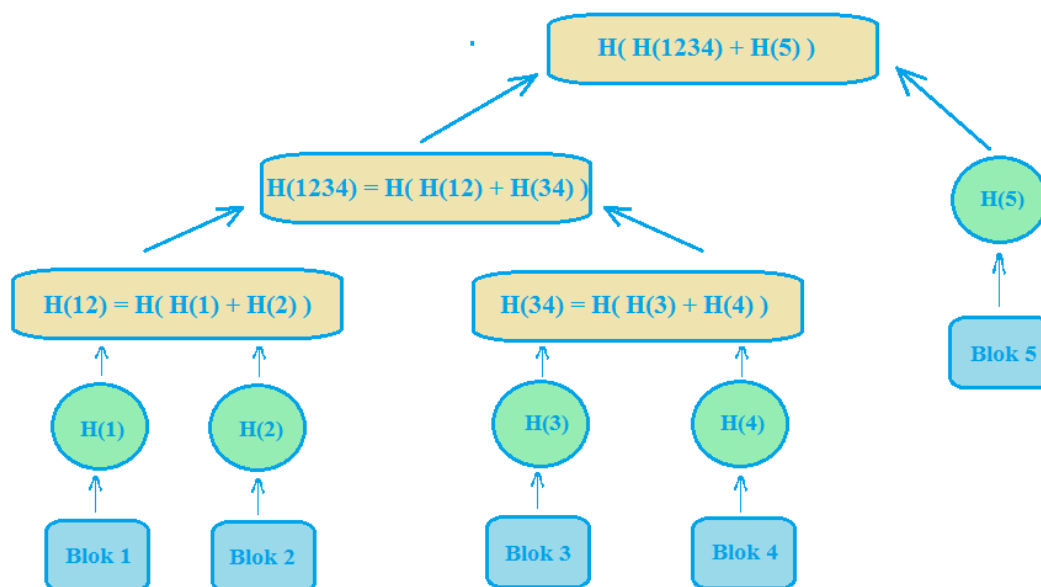 H( H(1234) + H(5) )
H(1234) = H( H(12) + H(34) )
H(5)
H(12) = H( H(1) + H(2) )
H(34) = H( H(3) + H(4) )
Blok 5
H(1)
H(2)
H(3)
H(4)
Blok 1
Blok 2
Blok 3
Blok 4